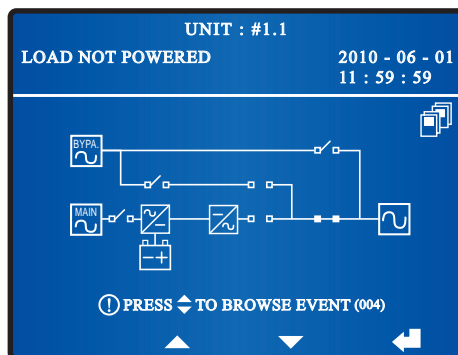 UNIT : #1.1
LOAD NOT POWERED
2010 - 06 - 01
11 : 59 : 59
BYPA.
MAIN
! PRESS TO BROWSE EVENT (004)